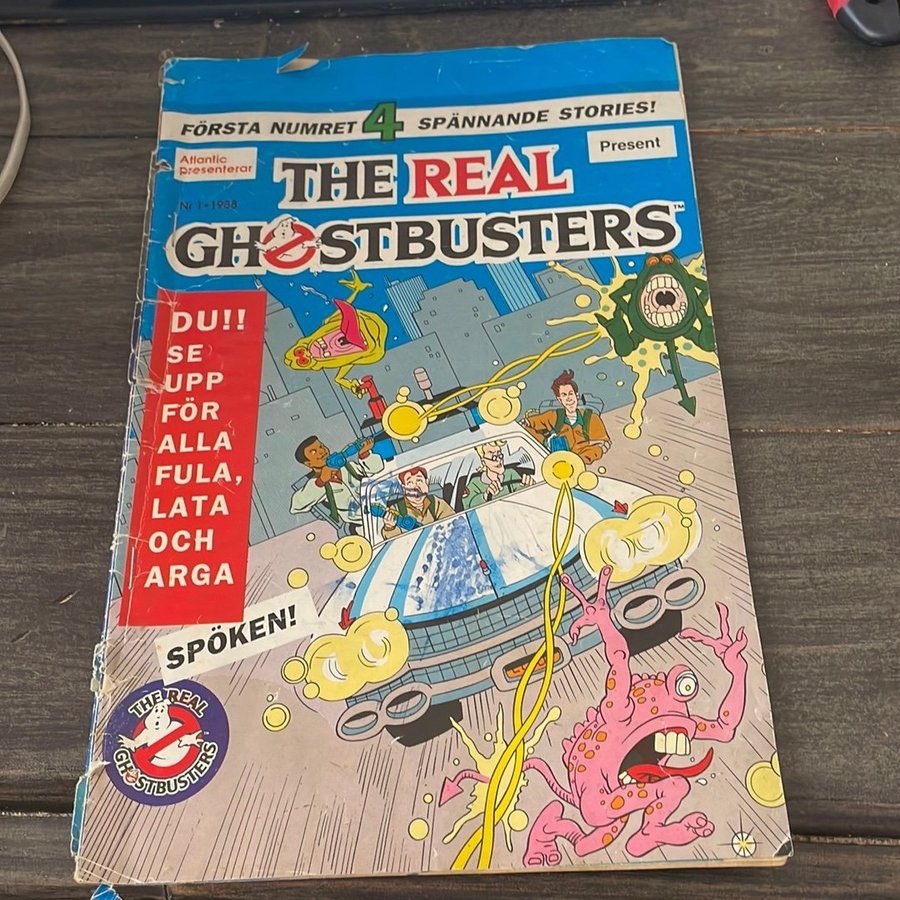 FÖRSTA NUMRET 4 SPÄNNANDE STORIES!
Atlantic
Presenterar
Present
THE REAL
Nr 1•1988
GHOSTBUSTERS™
DU!!
SE
UPP
FÖR
ALLA
FULA,
LATA
OCH
ARGA
SPÖKEN!
THE REAL
GHOSTBUSTERS